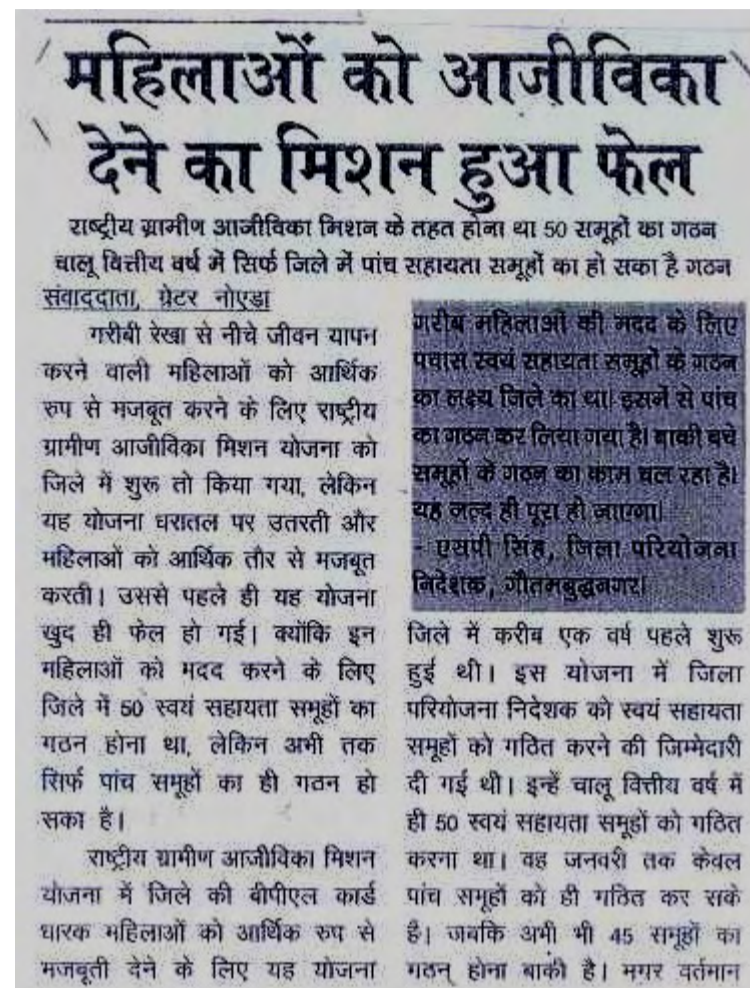 महिलाओं को आजीविका
देने का मिशन हुआ फेल
राष्ट्रीय ग्रामीण आजीविका मिशन के तहत होना था 50 समूहों का गठन
चालू वित्तीय वर्ष में सिर्फ जिले में पांच सहायता समूहों का हो सका है गठन
संवाददाता, ग्रेटर नोएडा
गरीबी रेखा से नीचे जीवन यापन
करने वाली महिलाओं को आर्थिक
रुप से मजबूत करने के लिए राष्ट्रीय
ग्रामीण आजीविका मिशन योजना को
जिले में शुरू तो किया गया, लेकिन
यह योजना धरातल पर उतरती और
महिलाओं को आर्थिक तौर से मजबूत
करती। उससे पहले ही यह योजना
खुद ही फेल हो गई। क्योंकि इन
महिलाओं को मदद करने के लिए
जिले में 50 स्वयं सहायता समूहों का
गठन होना था, लेकिन अभी तक
सिर्फ पांच समूहों का ही गठन हो
सका है।
राष्ट्रीय ग्रामीण आजीविका मिशन
योजना में जिले की बीपीएल कार्ड
धारक महिलाओं को आर्थिक रुप से
मजबूती देने के लिए यह योजना
गरीब महिलाओं की मदद के लिए
पचास स्वयं सहायता समूहों के गठन
का लक्ष्य जिले का था। इसमें से पांच
का गठन कर लिया गया है। बाकी बचे
समूहों के गठन का काम चल रहा है।
यह जल्द ही पूरा हो जाएगा।
- एसपी सिंह, जिला परियोजना
निदेशक, गौतमबुद्धनगर।
जिले में करीब एक वर्ष पहले शुरू
हुई थी। इस योजना में जिला
परियोजना निदेशक को स्वयं सहायता
समूहों को गठित करने की जिम्मेदारी
दी गई थी। इन्हें चालू वित्तीय वर्ष में
ही 50 स्वयं सहायता समूहों को गठित
करना था। वह जनवरी तक केवल
पांच समूहों को ही गठित कर सके
है। जबकि अभी भी 45 समूहों का
गठन् होना बाकी है। मगर वर्तमान